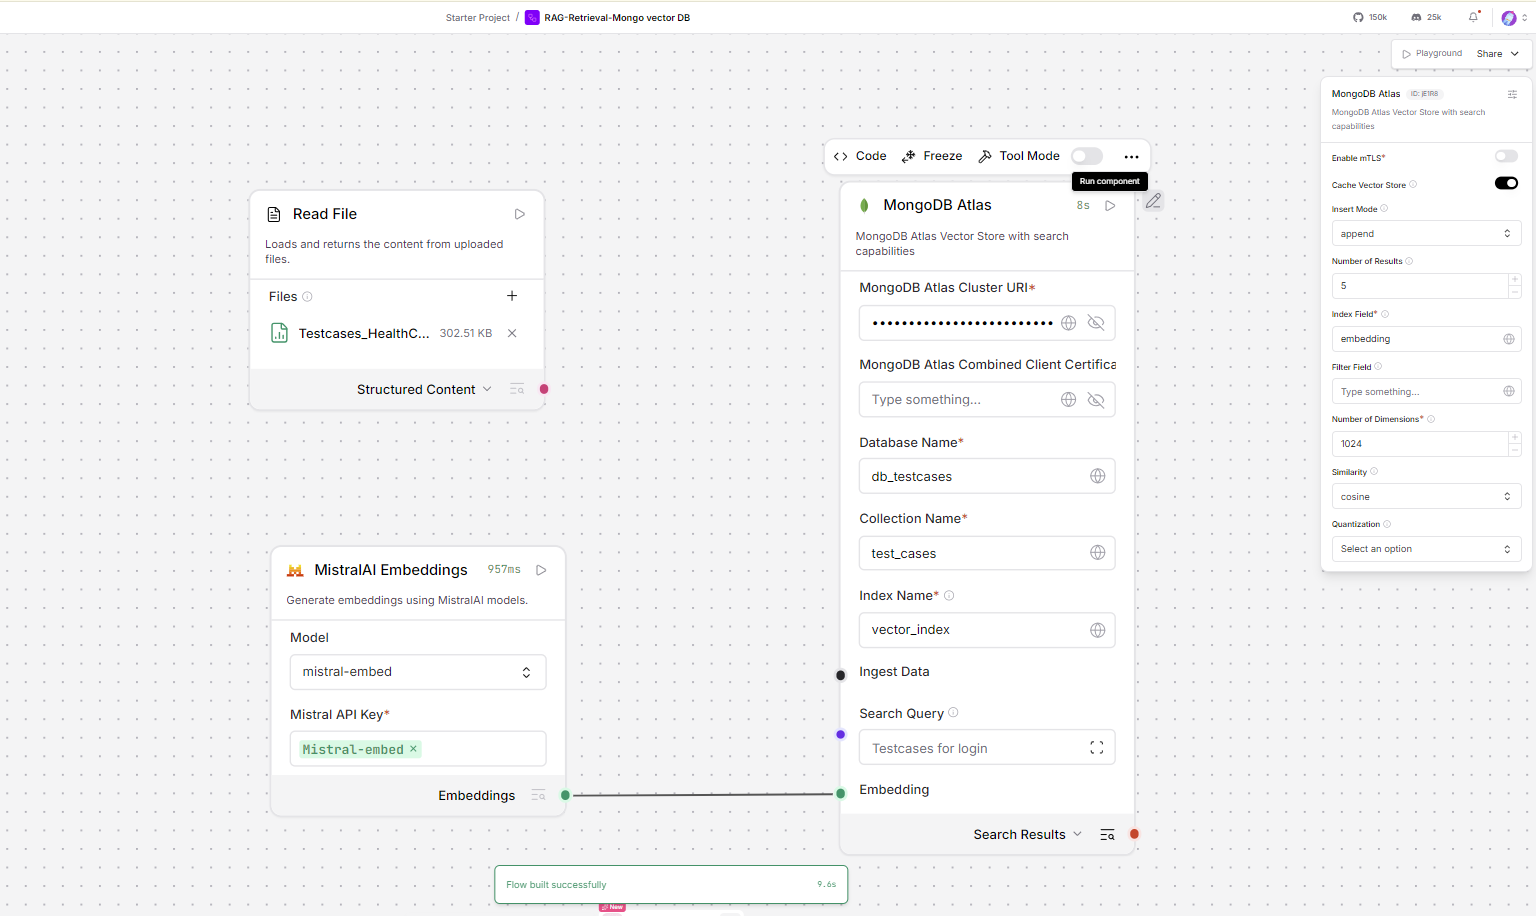 Starter Project / RAG-Retrieval-Mongo vector DB
150k
25k
Playground
Share
MongoDB Atlas ID: jE1R8
MongoDB Atlas Vector Store with search
capabilities
Enable mTLS*
Cache Vector Store
Insert Mode
append
Number of Results
5
Index Field*
embedding
Filter Field
Type something...
Number of Dimensions*
1024
Similarity
cosine
Quantization
Select an option
Code
Freeze
Tool Mode
Run component
Read File
Loads and returns the content from uploaded
files.
Files
Testcases_HealthC... 302.51 KB
Structured Content
MistralAI Embeddings 957ms
Generate embeddings using MistralAI models.
Model
mistral-embed
Mistral API Key*
Mistral-embed ×
Embeddings
MongoDB Atlas 8s
MongoDB Atlas Vector Store with search
capabilities
MongoDB Atlas Cluster URI*
MongoDB Atlas Combined Client Certifica
Type something...
Database Name*
db_testcases
Collection Name*
test_cases
Index Name*
vector_index
Ingest Data
Search Query
Testcases for login
Embedding
Search Results
Flow built successfully 9.6s
New